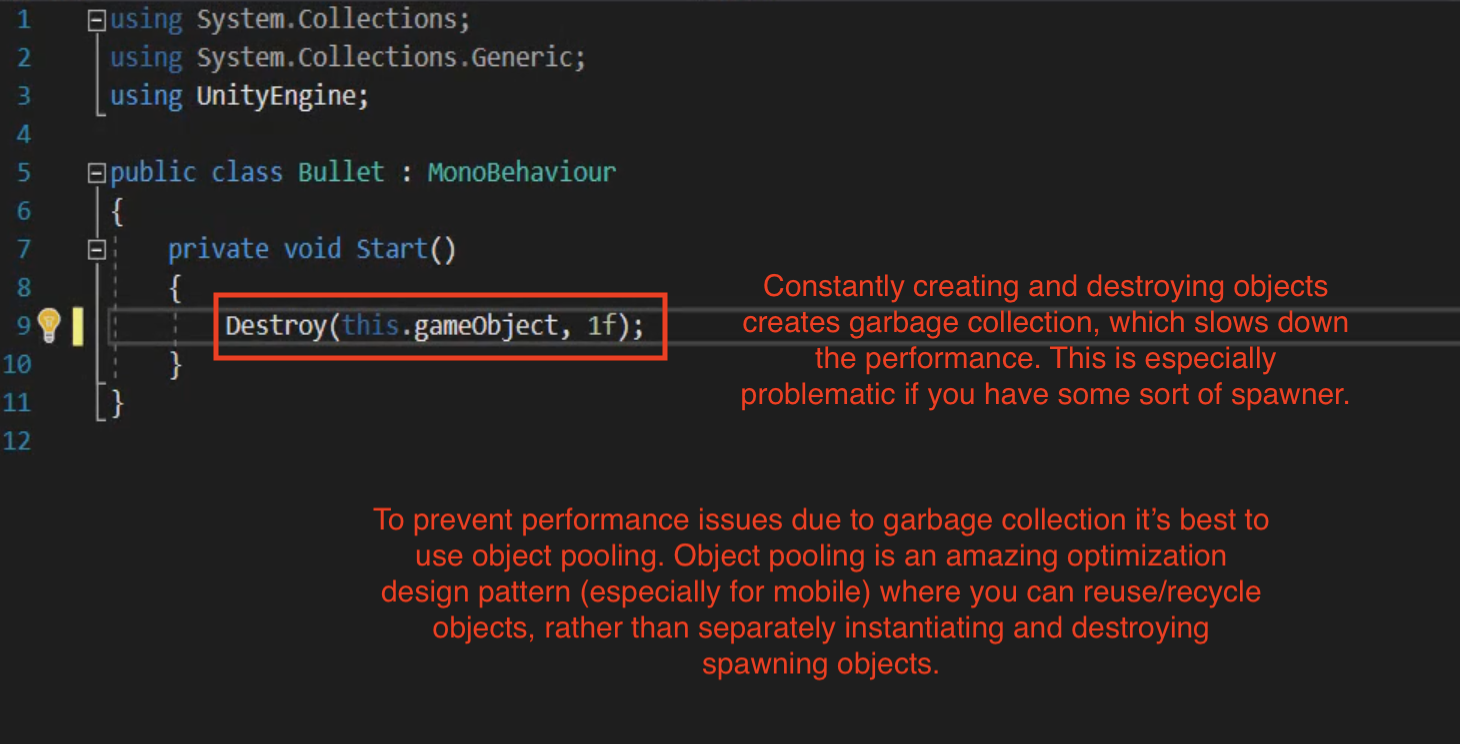 1 using System.Collections;
2 using System.Collections.Generic;
3 using UnityEngine;
4
5 public class Bullet : MonoBehaviour
6 {
7 private void Start()
8 {
9 Destroy(this.gameObject, 1f);
10 }
11 }
12
Constantly creating and destroying objects
creates garbage collection, which slows down
the performance. This is especially
problematic if you have some sort of spawner.
To prevent performance issues due to garbage collection it’s best to
use object pooling. Object pooling is an amazing optimization
design pattern (especially for mobile) where you can reuse/recycle
objects, rather than separately instantiating and destroying
spawning objects.